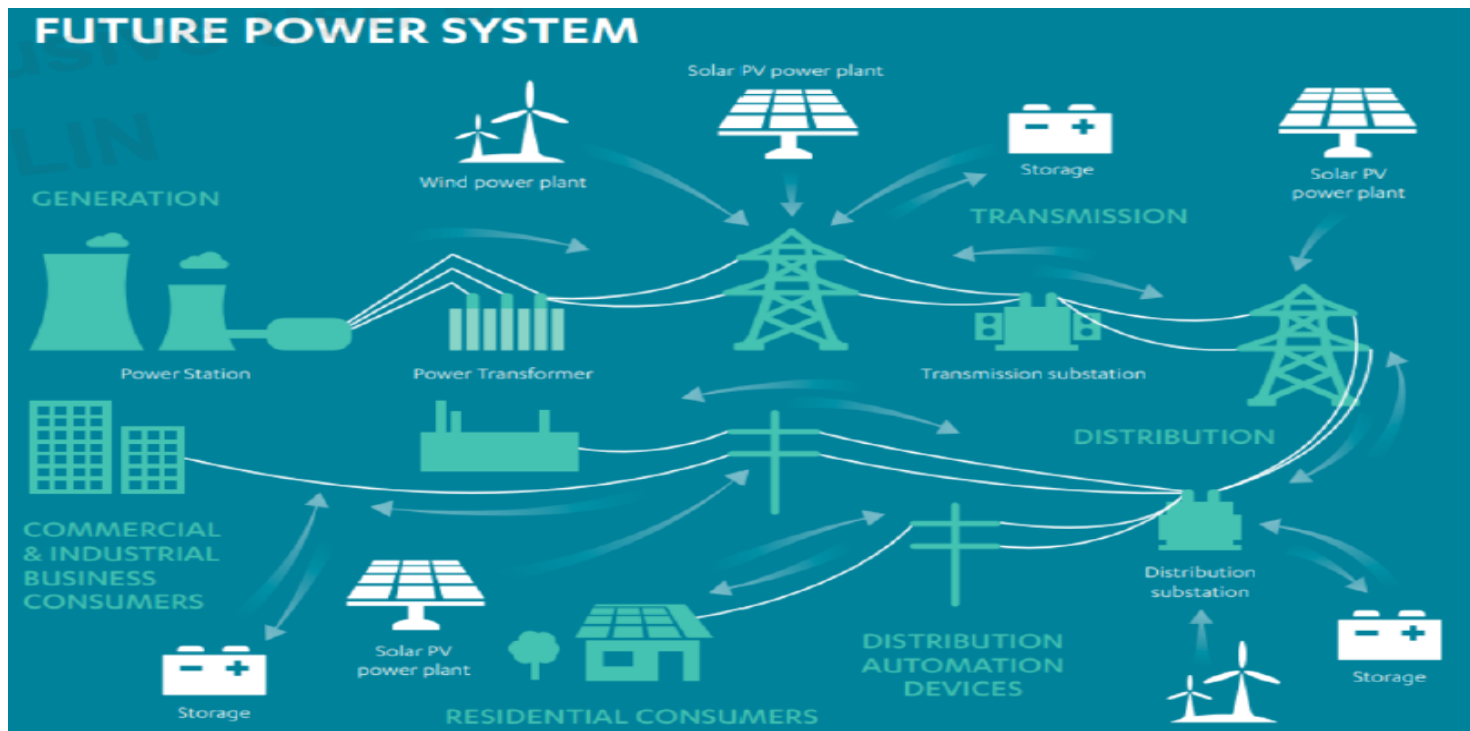 FUTURE POWER SYSTEM
LIN
Solar PV power plant
Wind power plant
Storage
Solar PV
power plant
GENERATION
TRANSMISSION
Power Station
Power Transformer
Transmission substation
DISTRIBUTION
COMMERCIAL
& INDUSTRIAL
BUSINESS
CONSUMERS
Distribution
substation
Solar PV
power plant
DISTRIBUTION
AUTOMATION
DEVICES
Storage
Storage
RESIDENTIAL CONSUMERS